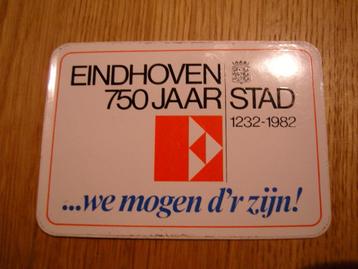 EINDHOVEN
750 JAAR STAD
1232-1982
...we mogen d'r zijn!